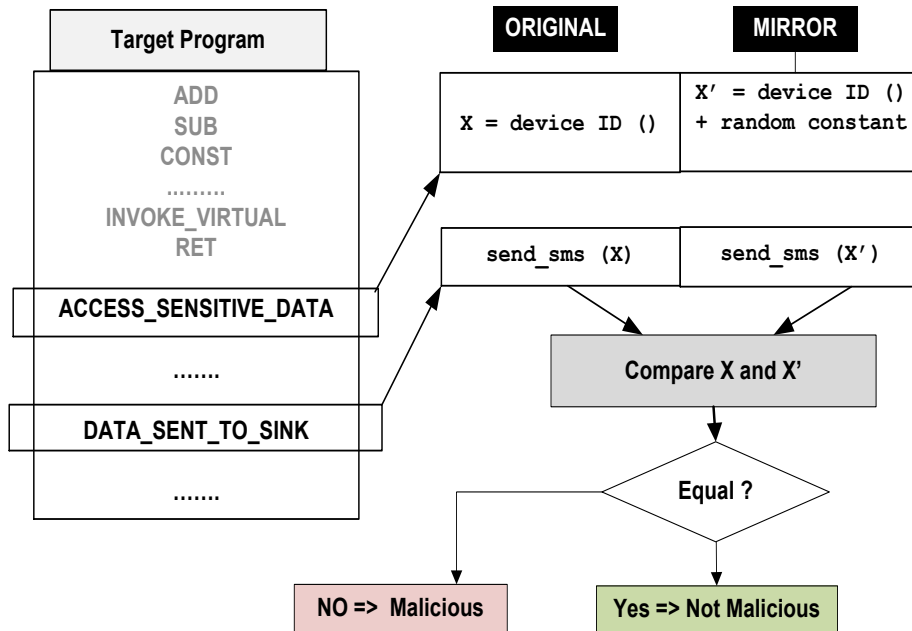 Target Program
ADD
SUB
CONST
.........
INVOKE_VIRTUAL
RET
ACCESS_SENSITIVE_DATA
.......
DATA_SENT_TO_SINK
.......
ORIGINAL
MIRROR
X = device ID ()
X’ = device ID ()
+ random constant
send_sms (X)
send_sms (X’)
Compare X and X’
Equal ?
NO => Malicious
Yes => Not Malicious